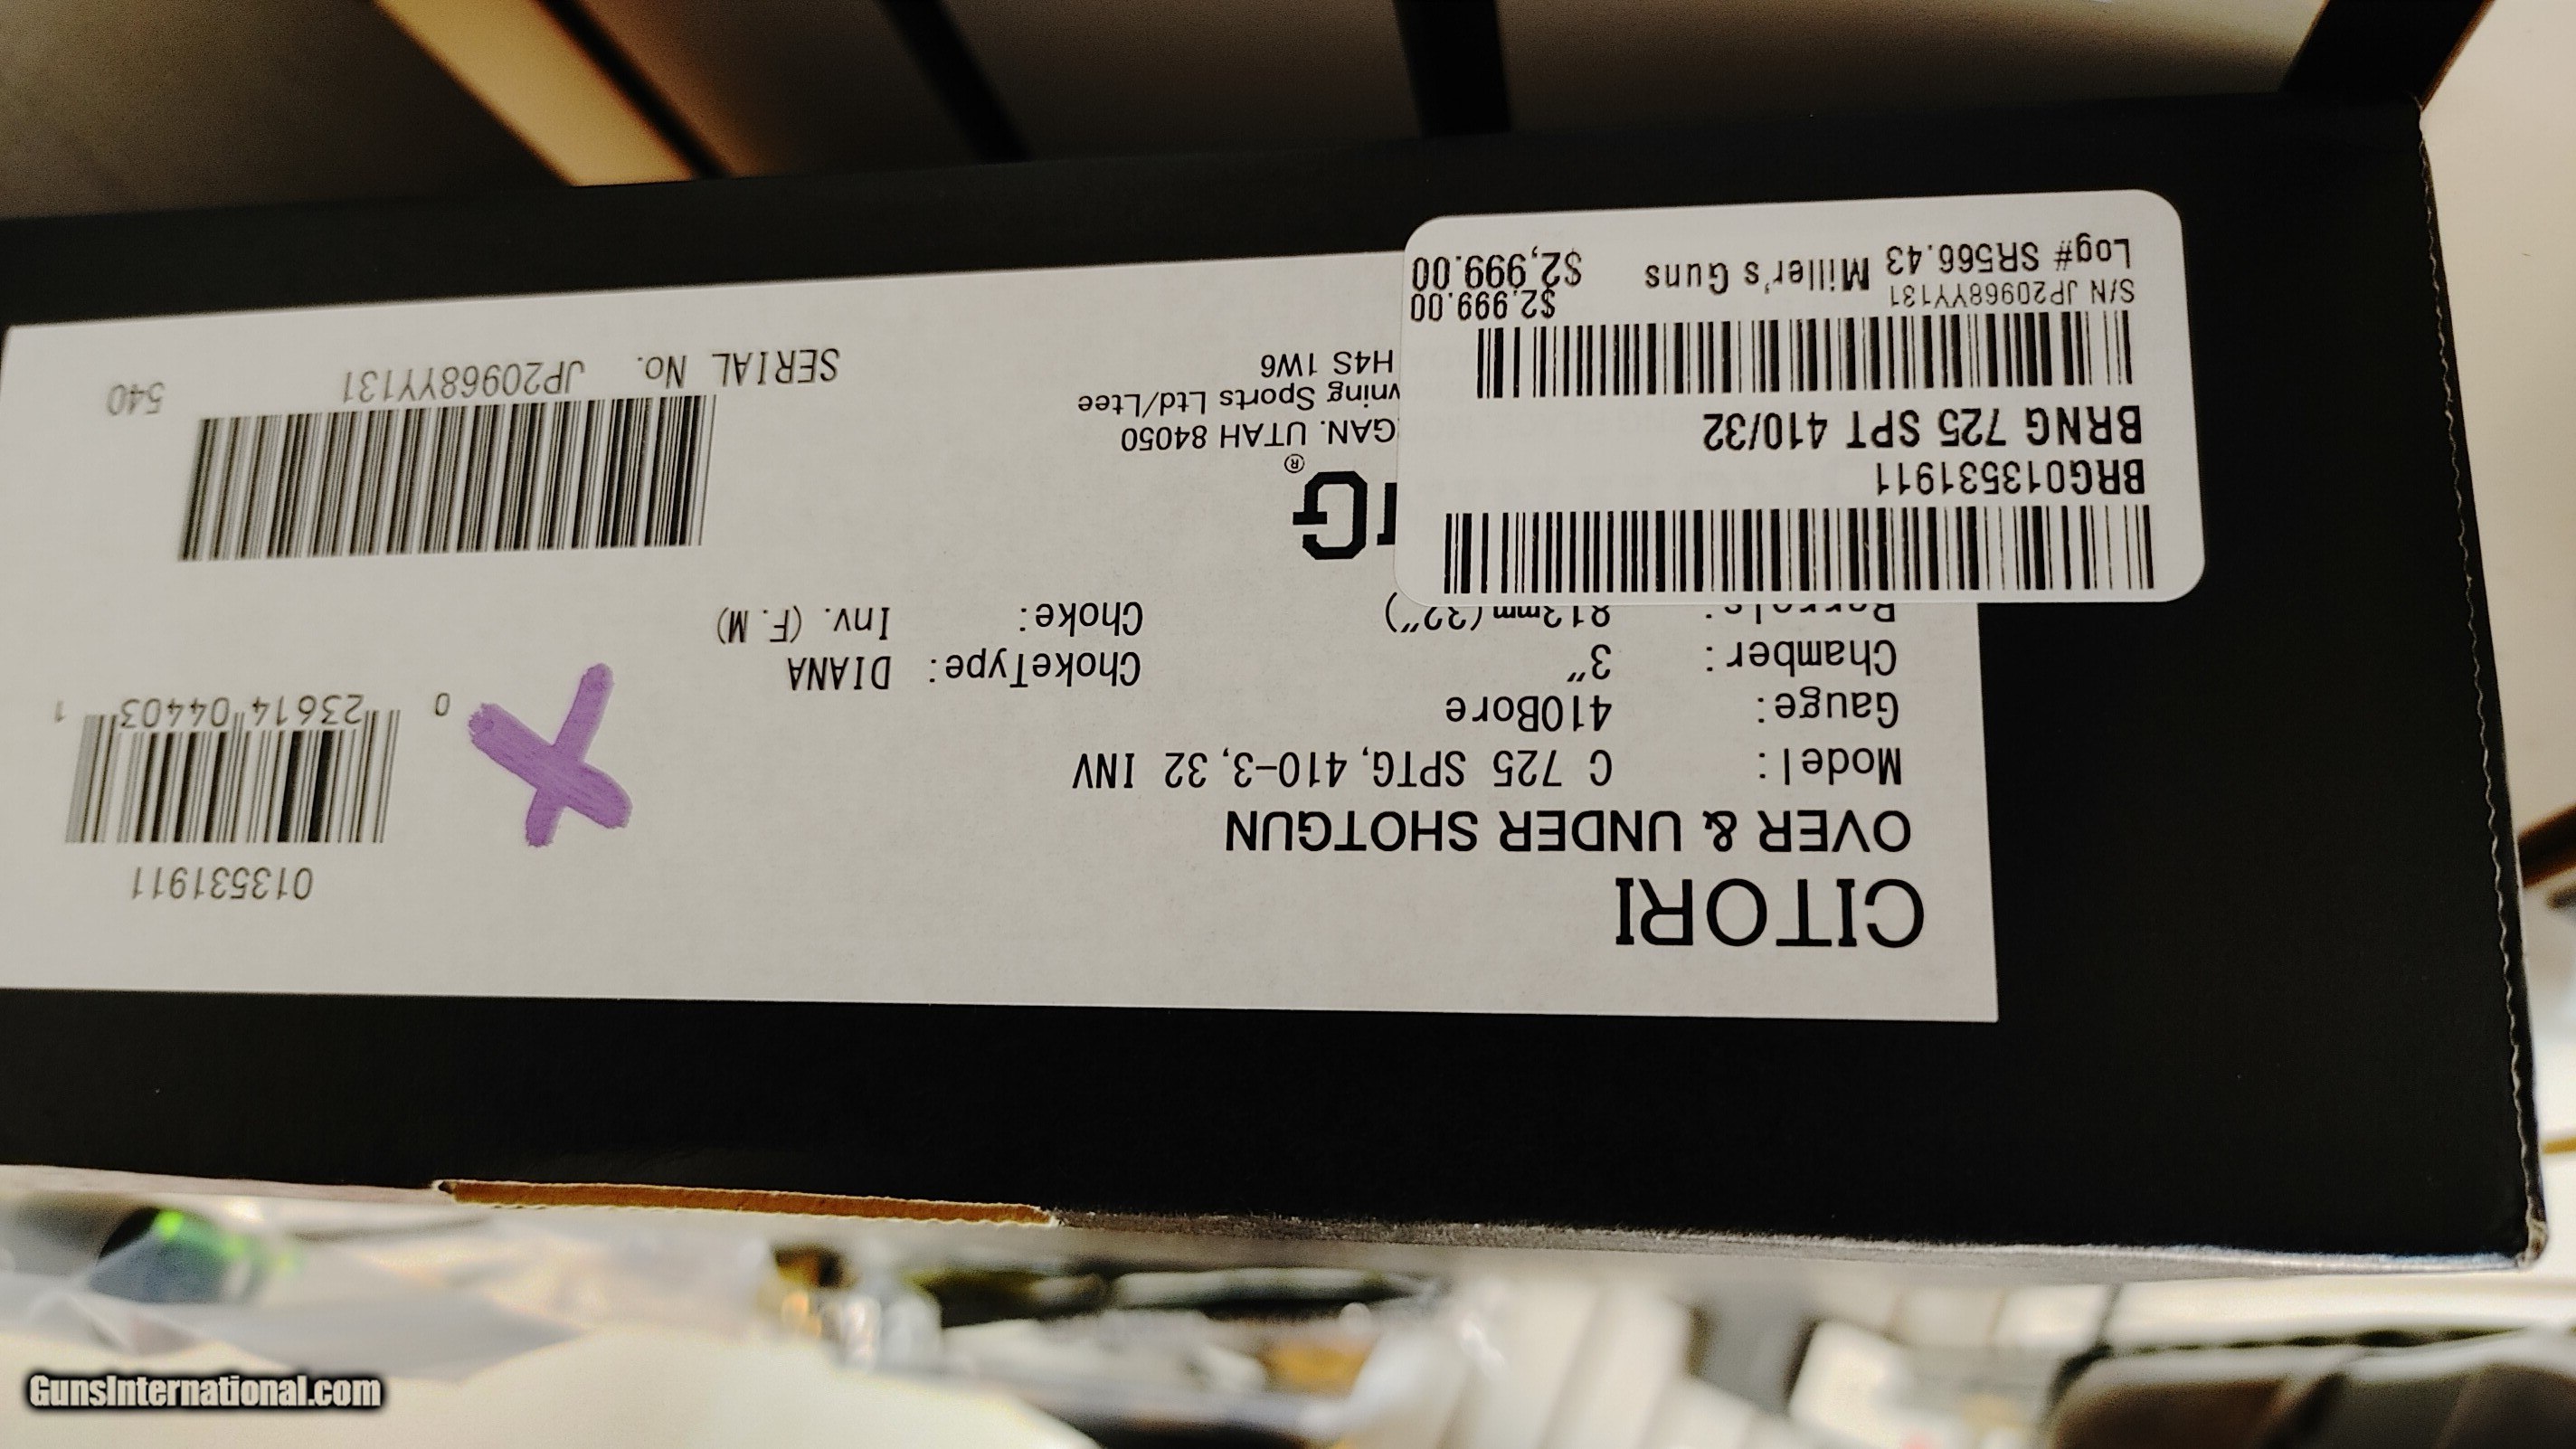 CITORI
OVER & UNDER SHOTGUN
Model: C 725 SPTG, 410-3, 32 INV
Gauge: 410Bore
Chamber: 3" ChokeType: DIANA
Barrels: 813mm(32") Choke: Inv. (F. M)
013531911
0 23614 04403 1
G®
GAN. UTAH 84050
wning Sports Ltd/Ltee
H4S 1W6
SERIAL No. JP20968YY131 540
BRG013531911
BRNG 725 SPT 410/32
S/N JP20968YY131 $2,999.00
Log# SR566.43 Miller's Guns $2,999.00
GunsInternational.com